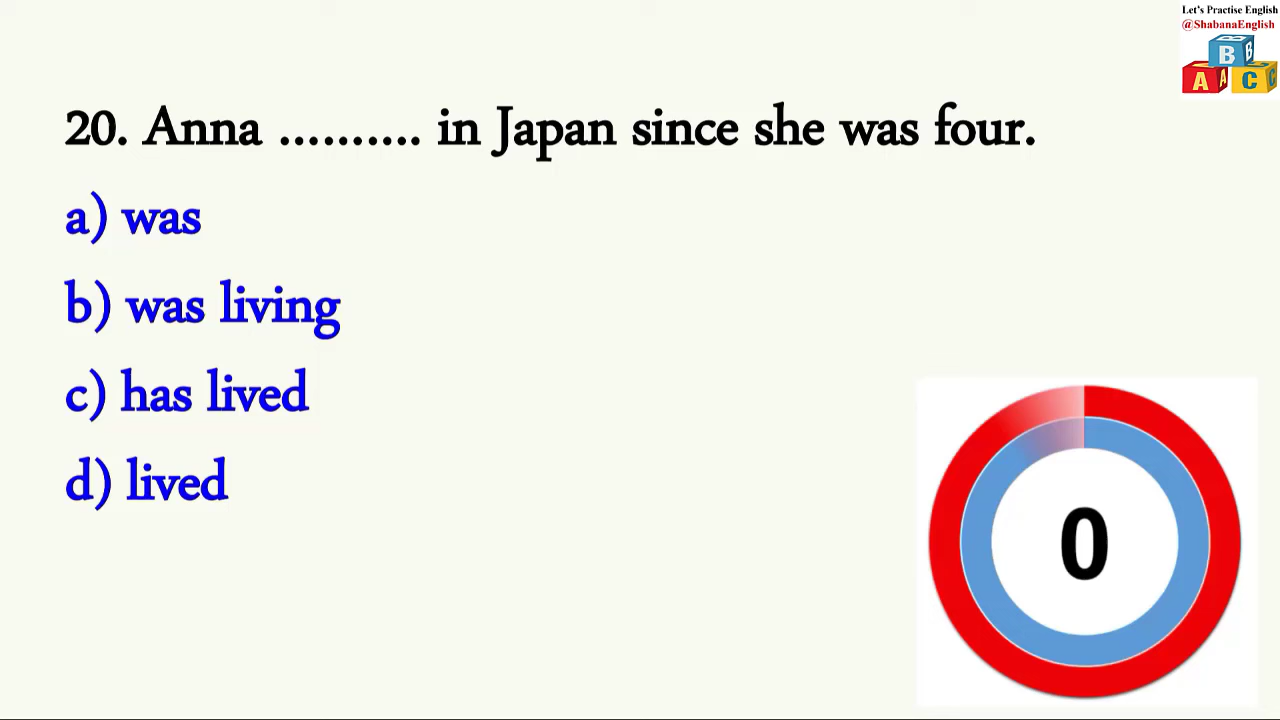 Let's Practise English
@ShabanaEnglish
B B
A A C C
20. Anna .......... in Japan since she was four.
a) was
b) was living
c) has lived
d) lived
0